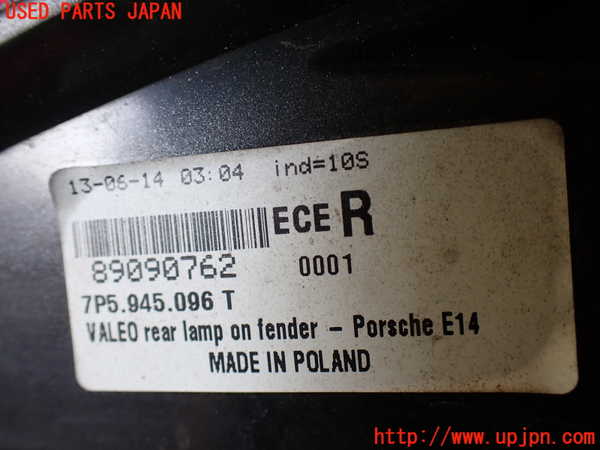 USED PARTS JAPAN
13-06-14 03:04 ind=10S
ECE R
89090762 0001
7P5.945.096 T
VALEO rear lamp on fender - Porsche E14
MADE IN POLAND
UPJ
http://www.upjpn.com/